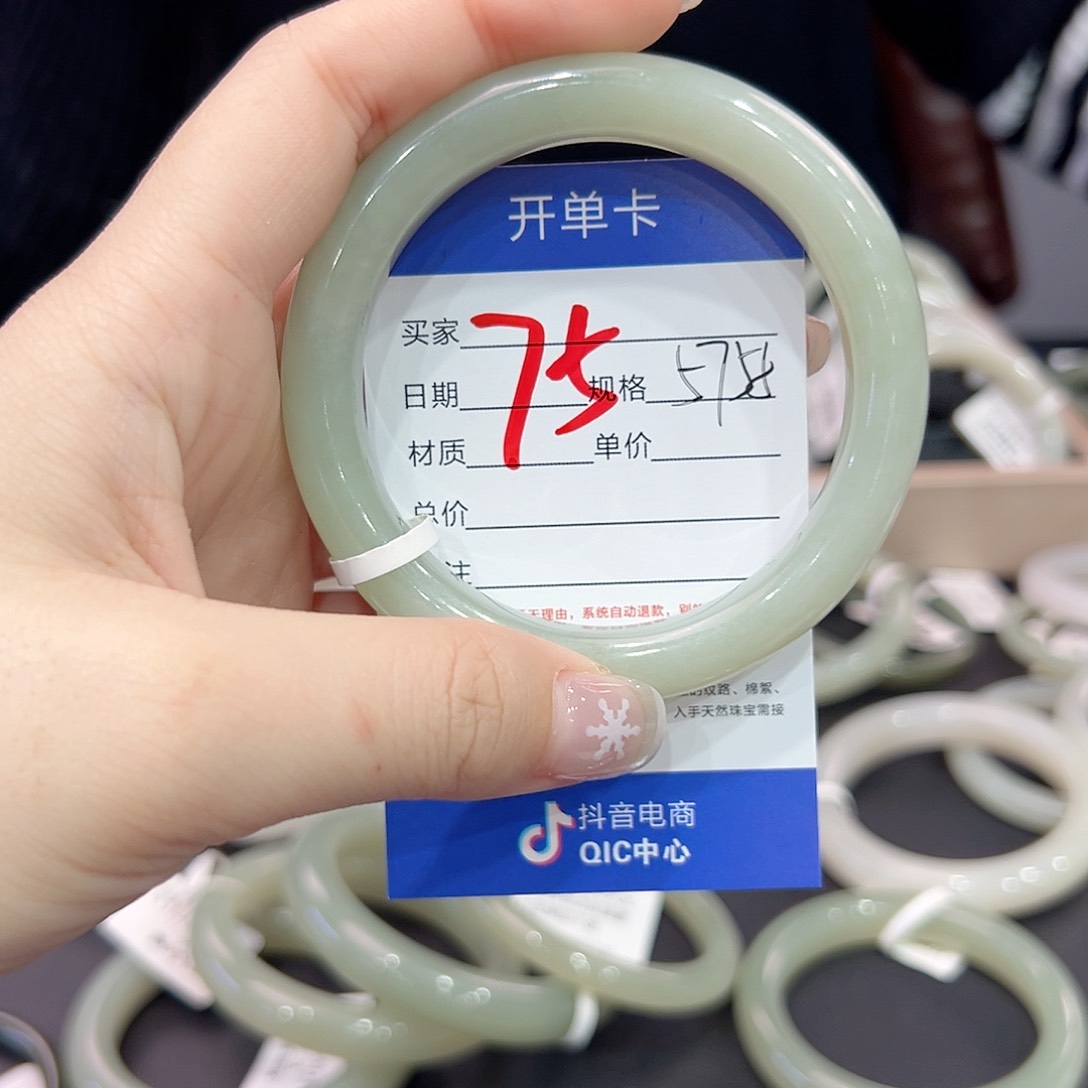 开单卡
买家
75
日期 规格 575
材质 单价
总价
注
天理由，系统自动退款，别
的纹路、棉絮、
入手天然珠宝需接
抖音电商
QIC中心